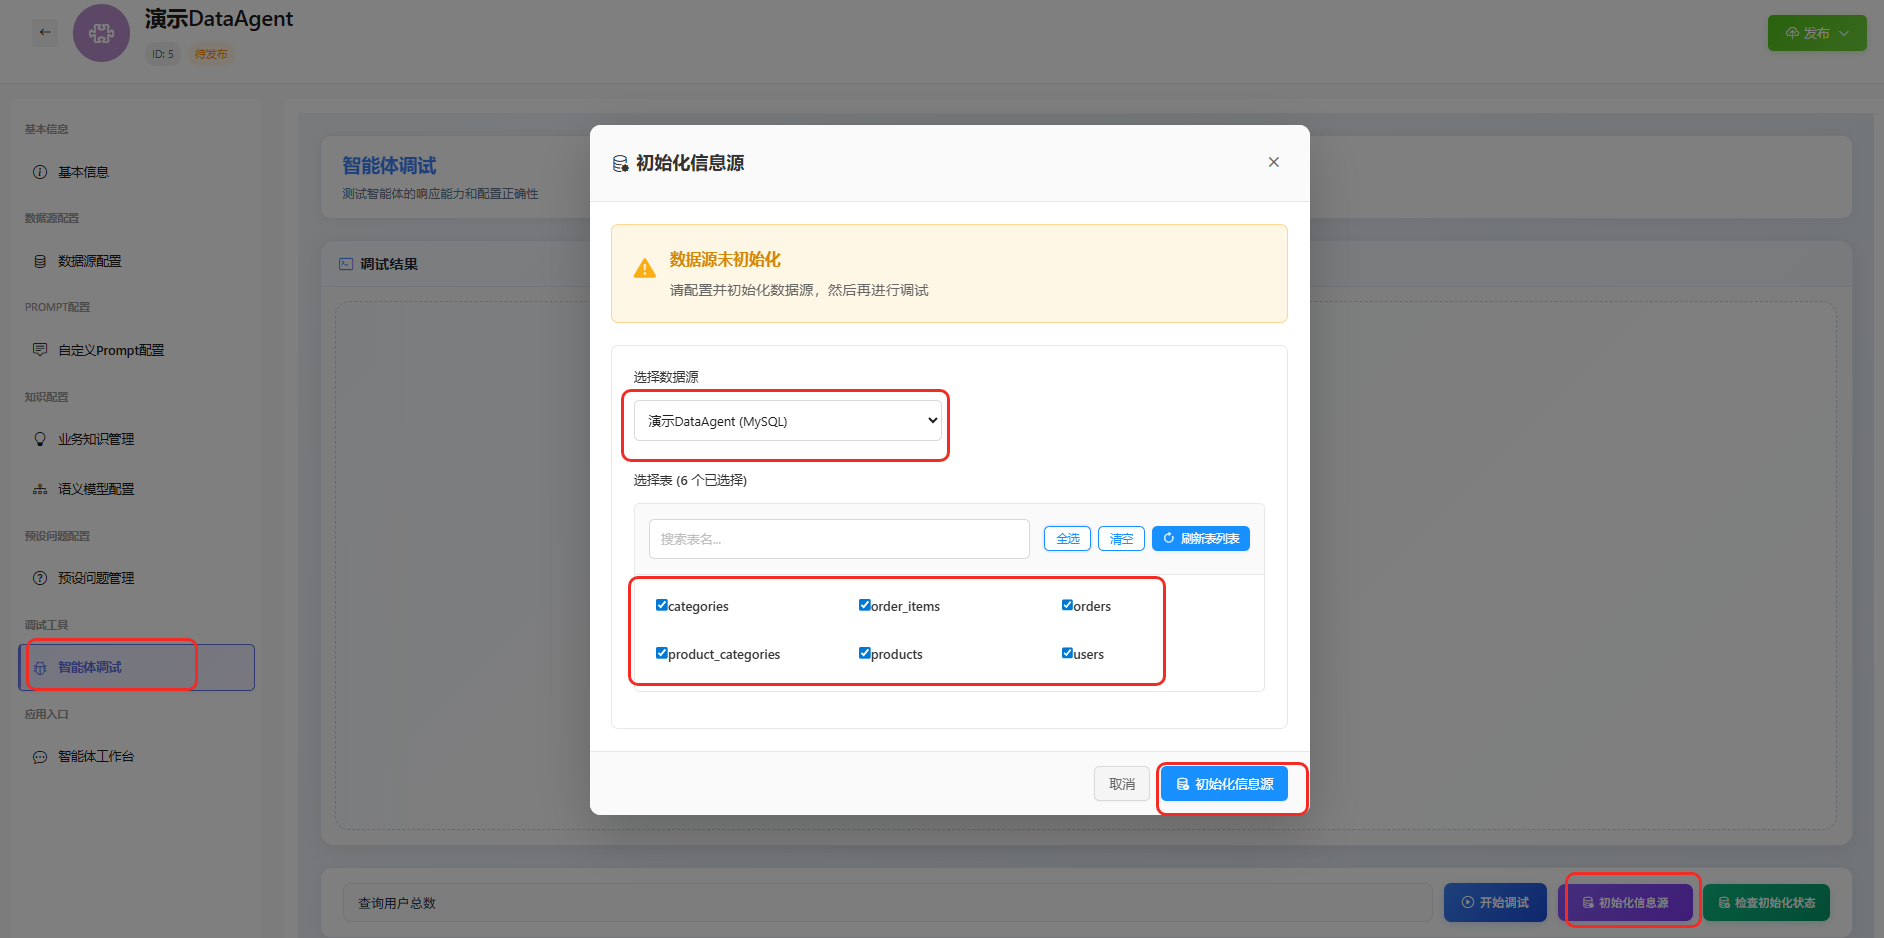 演示DataAgent
ID: 5 待发布
发布
基本信息
基本信息
数据源配置
数据源配置
PROMPT配置
自定义Prompt配置
知识配置
业务知识管理
语义模型配置
预设问题配置
预设问题管理
调试工具
智能体调试
应用入口
智能体工作台
智能体调试
测试智能体的响应能力和配置正确性
调试结果
初始化信息源
数据源未初始化
请配置并初始化数据源，然后再进行调试
选择数据源
演示DataAgent (MySQL)
选择表 (6 个已选择)
搜索表名... 全选 清空 刷新表列表
categories order_items orders
product_categories products users
取消 初始化信息源
查询用户总数 开始调试 初始化信息源 检查初始化状态